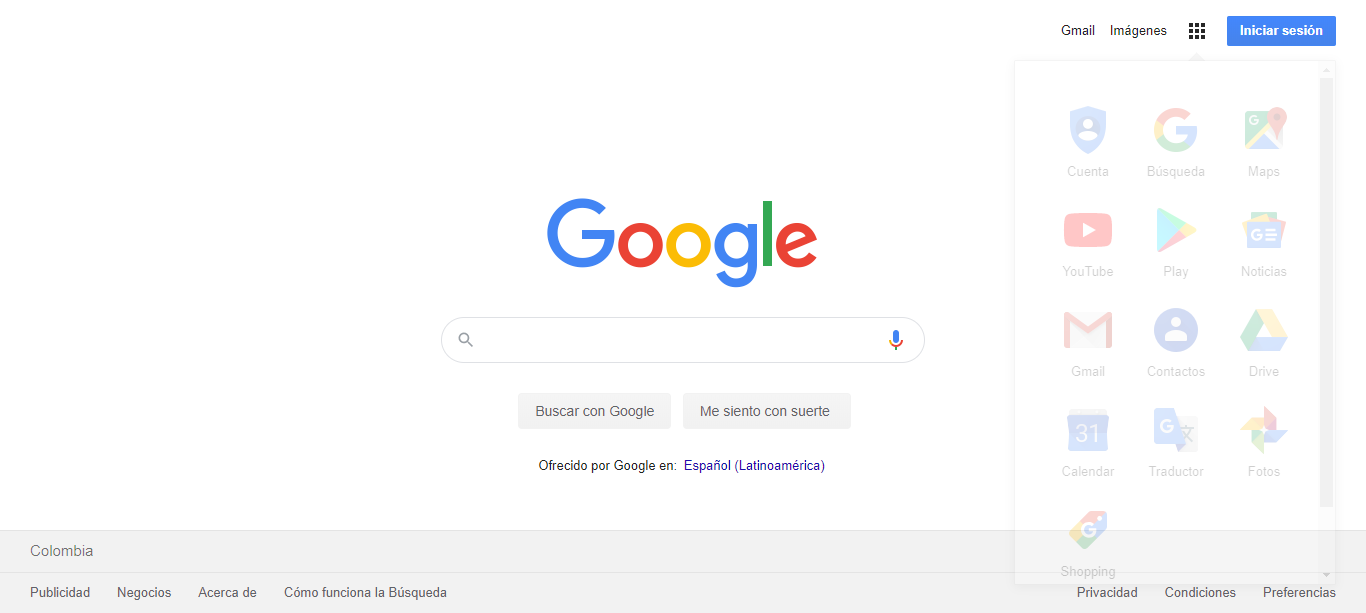 Gmail Imágenes Iniciar sesión
Cuenta Búsqueda Maps
YouTube Play Noticias
Gmail Contactos Drive
31
Calendar Traductor Fotos
Shopping
Google
Buscar con Google Me siento con suerte
Ofrecido por Google en: Español (Latinoamérica)
Colombia
Publicidad Negocios Acerca de Cómo funciona la Búsqueda Privacidad Condiciones Preferencias